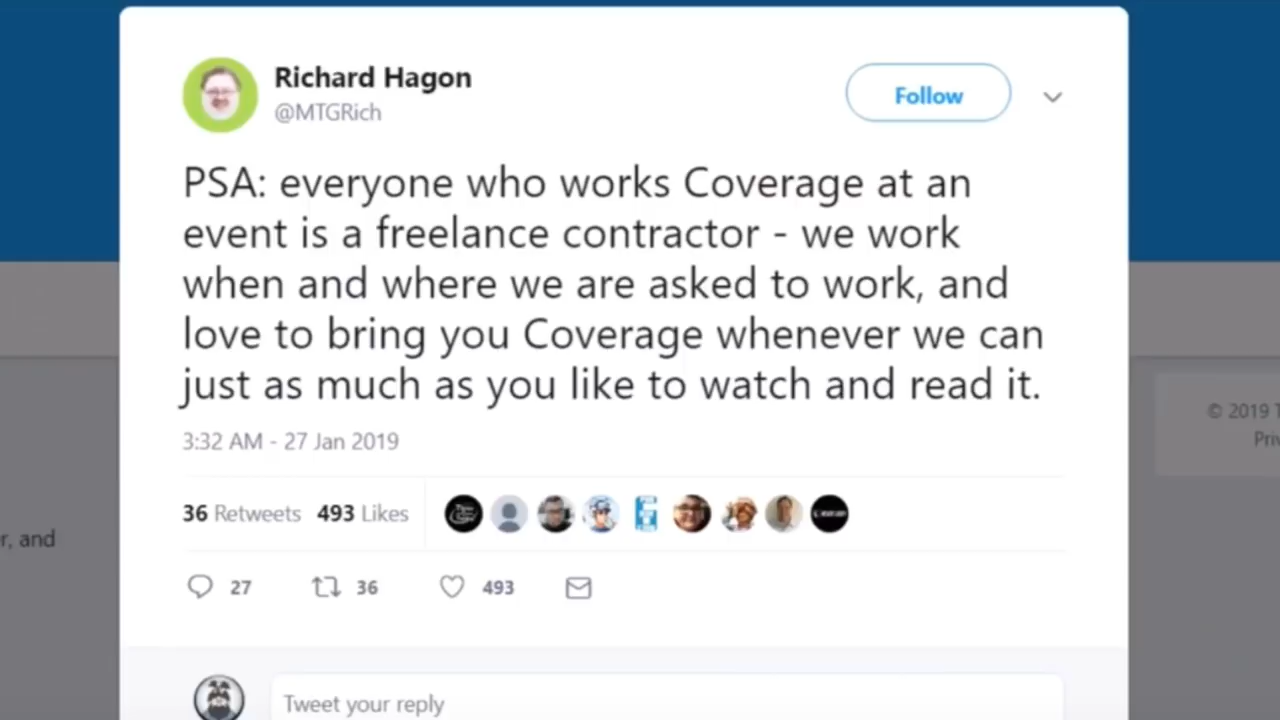 Richard Hagon
@MTGRich
Follow
PSA: everyone who works Coverage at an
event is a freelance contractor - we work
when and where we are asked to work, and
love to bring you Coverage whenever we can
just as much as you like to watch and read it.
3:32 AM - 27 Jan 2019
36 Retweets 493 Likes
27 36 493
Tweet your reply
r, and
© 2019 T
Priv